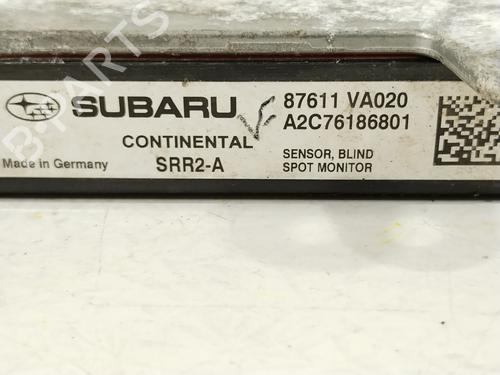 SUBARU
87611 VA020
A2C76186801
CONTINENTAL
Made in Germany
SRR2-A
SENSOR, BLIND
SPOT MONITOR
B-PARTS